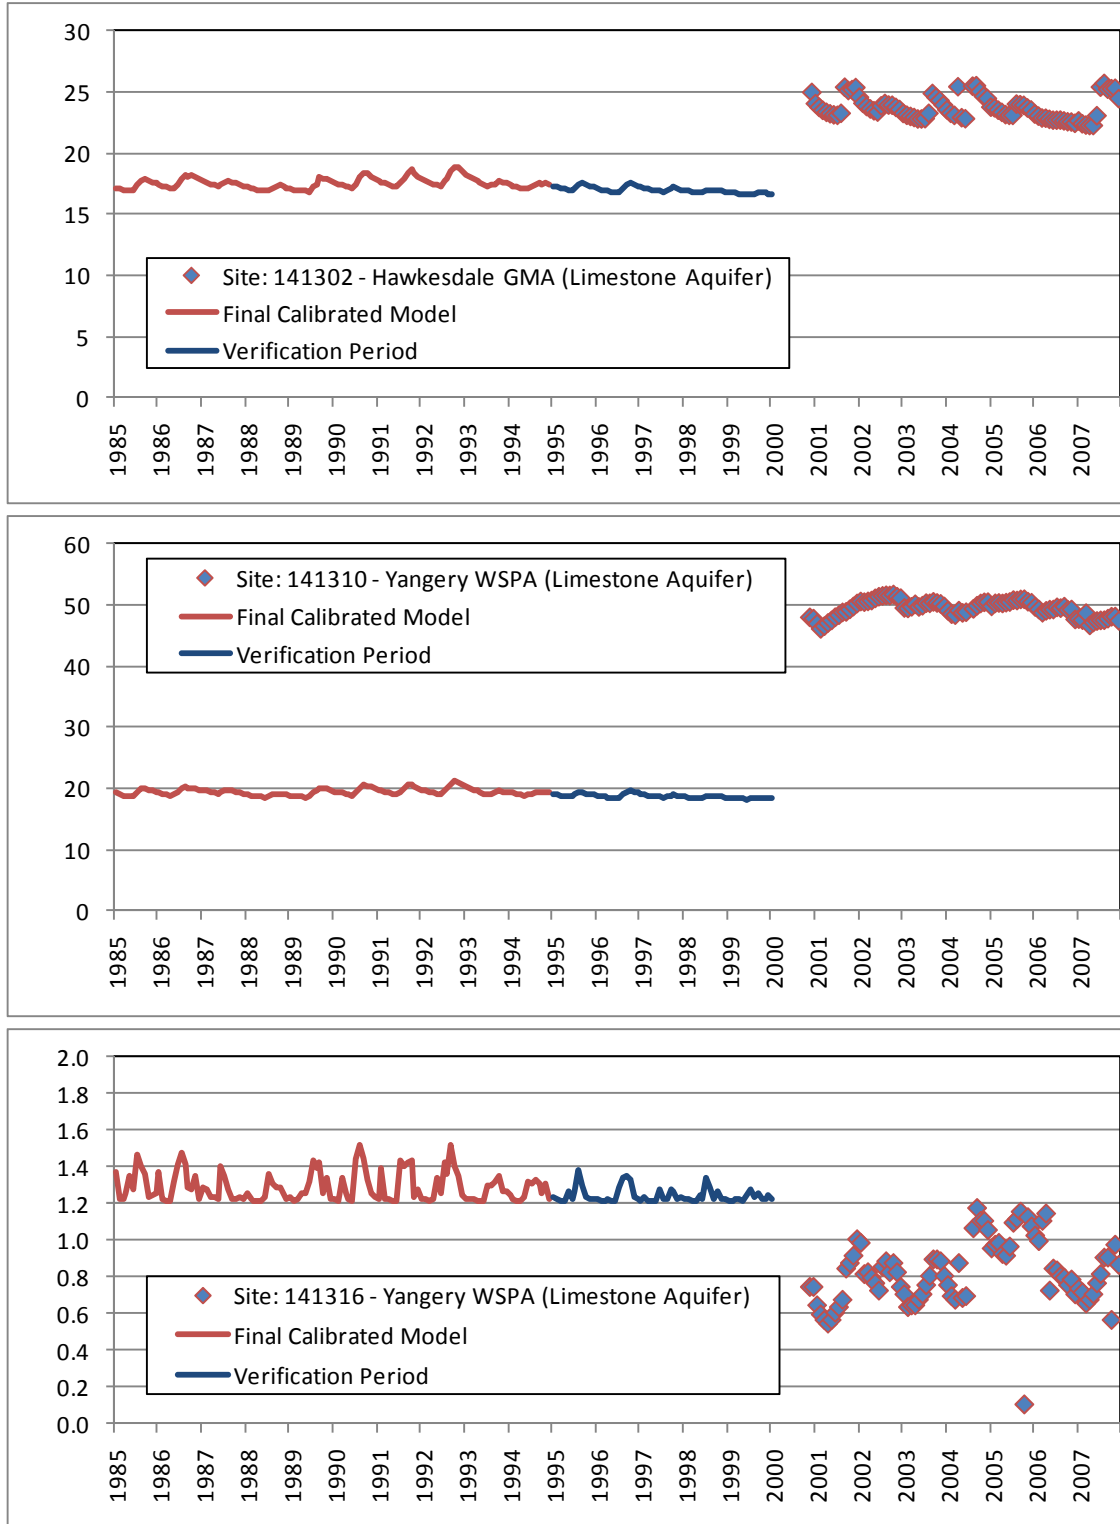 30
25
20
15
10
5
0
Site: 141302 - Hawkesdale GMA (Limestone Aquifer)
Final Calibrated Model
Verification Period
1985 1986 1987 1988 1989 1990 1991 1992 1993 1994 1995 1996 1997 1998 1999 2000 2001 2002 2003 2004 2005 2006 2007
60
50
40
30
20
10
0
Site: 141310 - Yangery WSPA (Limestone Aquifer)
Final Calibrated Model
Verification Period
1985 1986 1987 1988 1989 1990 1991 1992 1993 1994 1995 1996 1997 1998 1999 2000 2001 2002 2003 2004 2005 2006 2007
2.0
1.8
1.6
1.4
1.2
1.0
0.8
0.6
0.4
0.2
0.0
Site: 141316 - Yangery WSPA (Limestone Aquifer)
Final Calibrated Model
Verification Period
1985 1986 1987 1988 1989 1990 1991 1992 1993 1994 1995 1996 1997 1998 1999 2000 2001 2002 2003 2004 2005 2006 2007